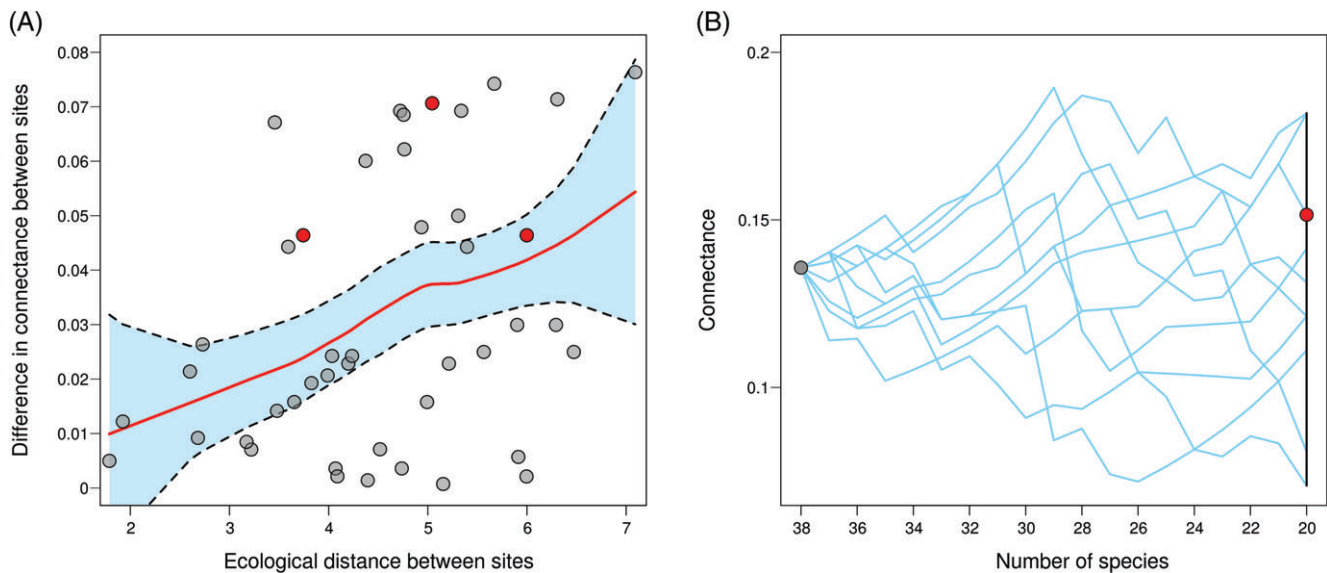 (A)
Difference in connectance between sites
0.08
0.07
0.06
0.05
0.04
0.03
0.02
0.01
0
2 3 4 5 6 7
Ecological distance between sites
(B)
Connectance
0.2
0.15
0.1
38 36 34 32 30 28 26 24 22 20
Number of species